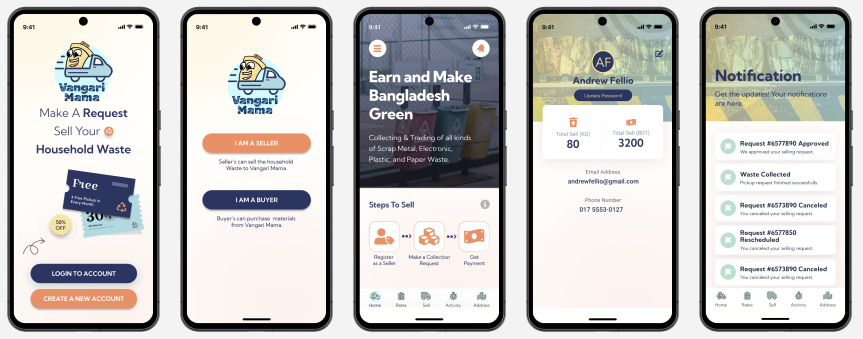 9:41
Vangari
Mama
Make A Request
Sell Your
Household Waste
Free
3 Free Pickup in
Every Month
30%
50%
OFF
LOGIN TO ACCOUNT
CREATE A NEW ACCOUNT
9:41
Vangari
Mama
I AM A SELLER
Seller's can sell the household
Waste to Vangari Mama.
I AM A BUYER
Buyer's can purchase materials
from Vangari Mama
9:41
Earn and Make
Bangladesh
Green
Collecting & Trading of all kinds
of Scrap Metal, Electronic,
Plastic, and Paper Waste.
Steps To Sell
Register
as a Seller
Make a Collection
Request
Get
Payment
Home Rates Sell Activity Address
9:41
AF
Andrew Fellio
Update Password
Total Sell (KG)
80
Total Sell (BDT)
3200
Email Address
andrewfellio@gmail.com
Phone Number
017 5553-0127
9:41
Notification
Get the updates! Your notifications
are here.
Request #6577890 Approved
We approved your selling request.
Waste Collected
Pickup request finished successfully.
Request #6573890 Canceled
You canceled your selling request.
Request #6577850
Rescheduled
You canceled your selling request.
Request #6573890 Canceled
You canceled your selling request.
Home Rates Sell Activity Address